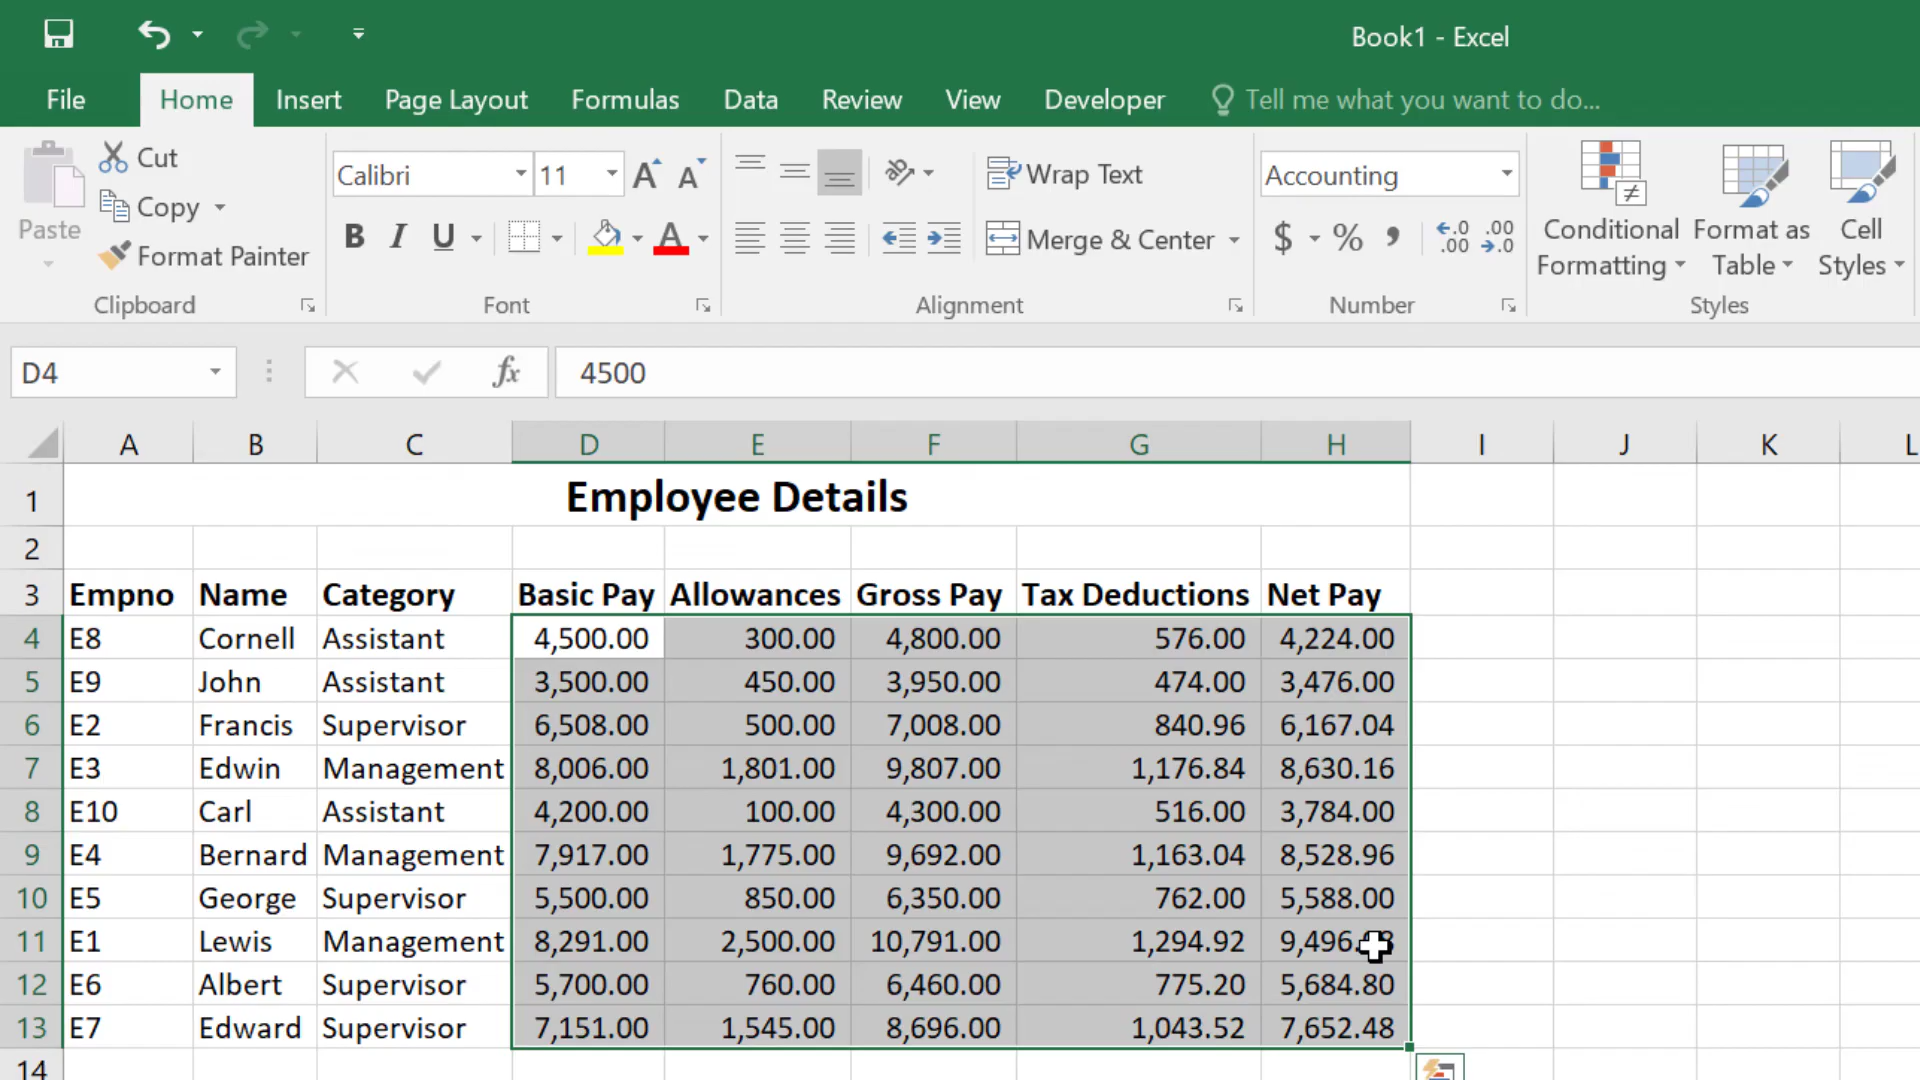 Book1 - Excel
File Home Insert Page Layout Formulas Data Review View Developer Tell me what you want to do...
Cut
Copy
Paste
Format Painter
Clipboard
Calibri 11
B I U
Font
Wrap Text
Merge & Center
Alignment
Accounting
$ % ,
Number
Conditional Formatting
Format as Table
Cell Styles
Styles
D4 fx 4500
A B C D E F G H I J K L
1 Employee Details
2
3 Empno Name Category Basic Pay Allowances Gross Pay Tax Deductions Net Pay
4 E8 Cornell Assistant 4,500.00 300.00 4,800.00 576.00 4,224.00
5 E9 John Assistant 3,500.00 450.00 3,950.00 474.00 3,476.00
6 E2 Francis Supervisor 6,508.00 500.00 7,008.00 840.96 6,167.04
7 E3 Edwin Management 8,006.00 1,801.00 9,807.00 1,176.84 8,630.16
8 E10 Carl Assistant 4,200.00 100.00 4,300.00 516.00 3,784.00
9 E4 Bernard Management 7,917.00 1,775.00 9,692.00 1,163.04 8,528.96
10 E5 George Supervisor 5,500.00 850.00 6,350.00 762.00 5,588.00
11 E1 Lewis Management 8,291.00 2,500.00 10,791.00 1,294.92
12 E6 Albert Supervisor 5,700.00 760.00 6,460.00 775.20 5,684.80
13 E7 Edward Supervisor 7,151.00 1,545.00 8,696.00 1,043.52 7,652.48
14